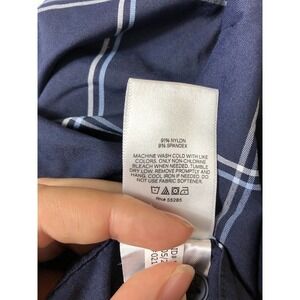 91% NYLON
9% SPANDEX
MACHINE WASH COLD WITH LIKE
COLORS, ONLY NON-CHLORINE
BLEACH WHEN NEEDED. TUMBLE
DRY LOW. REMOVE PROMPTLY AND
HANG, COOL IRON IF NEEDED. DO
NOT USE FABRIC SOFTENER.
RN# 55285